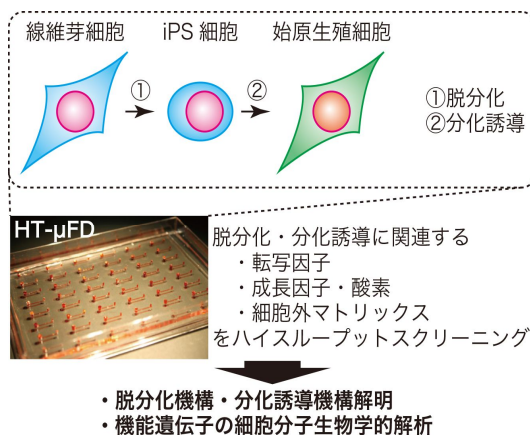 線維芽細胞 iPS 細胞 始原生殖細胞
① ②
①脱分化
②分化誘導
HT-μFD
脱分化・分化誘導に関連する
・転写因子
・成長因子・酸素
・細胞外マトリックス
をハイスループットスクリーニング
・脱分化機構・分化誘導機構解明
・機能遺伝子の細胞分子生物学的解析